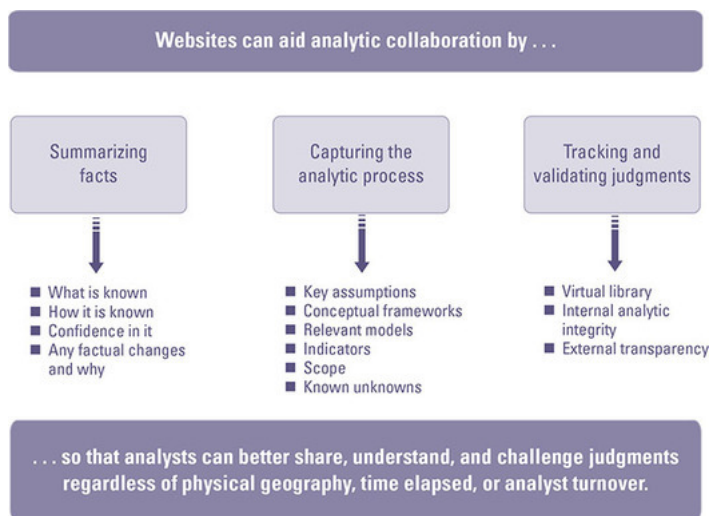 Websites can aid analytic collaboration by . . .
Summarizing
facts
■ What is known
■ How it is known
■ Confidence in it
■ Any factual changes
and why
Capturing the
analytic process
■ Key assumptions
■ Conceptual frameworks
■ Relevant models
■ Indicators
■ Scope
■ Known unknowns
Tracking and
validating judgments
■ Virtual library
■ Internal analytic
integrity
■ External transparency
. . . so that analysts can better share, understand, and challenge judgments
regardless of physical geography, time elapsed, or analyst turnover.